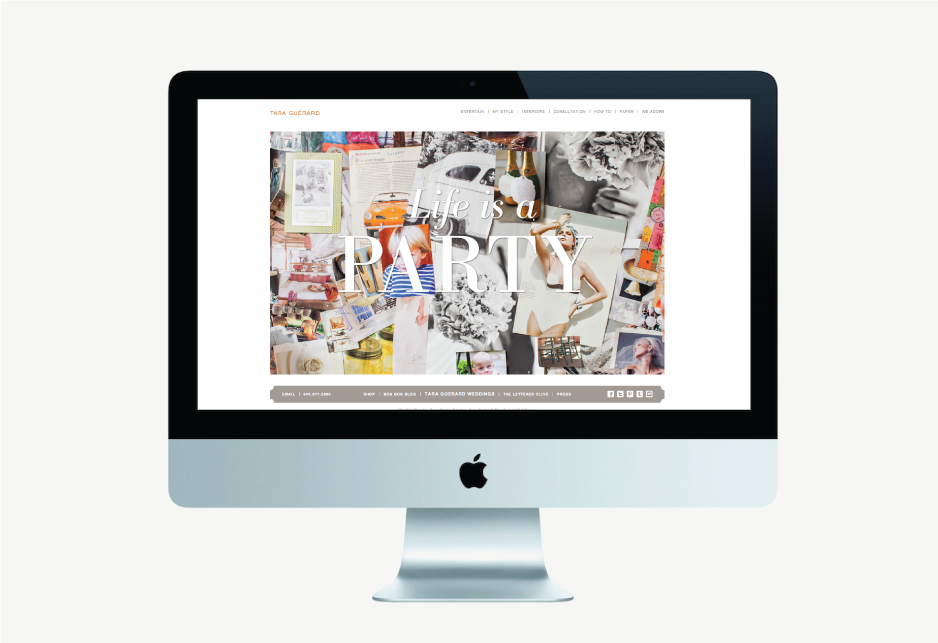 TARA GUÉRARD
ENTERTAIN | MY STYLE | INTERIORS | CONSULTATION | HOW TO | PAPER | WE ADORE
Life is a
PARTY
EMAIL | 843.577.5885 SHOP | BON BON BLOG | TARA GUÉRARD WEDDINGS | THE LETTERED OLIVE | PRESS